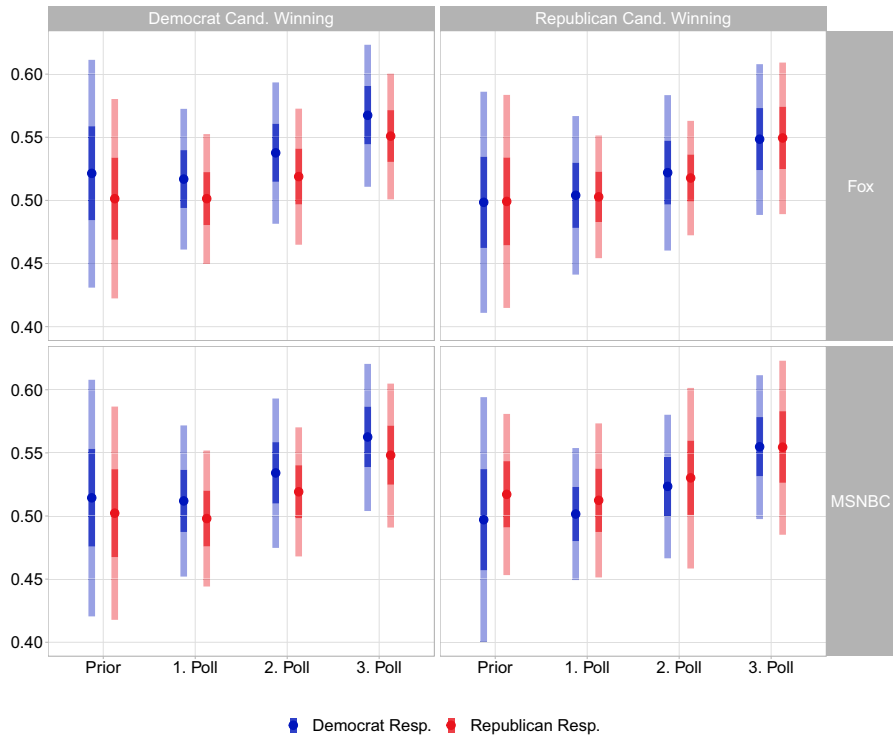 Democrat Cand. Winning
Republican Cand. Winning
0.60
0.55
0.50
0.45
0.40
Fox
0.60
0.55
0.50
0.45
0.40
MSNBC
Prior 1. Poll 2. Poll 3. Poll
Prior 1. Poll 2. Poll 3. Poll
Democrat Resp. Republican Resp.